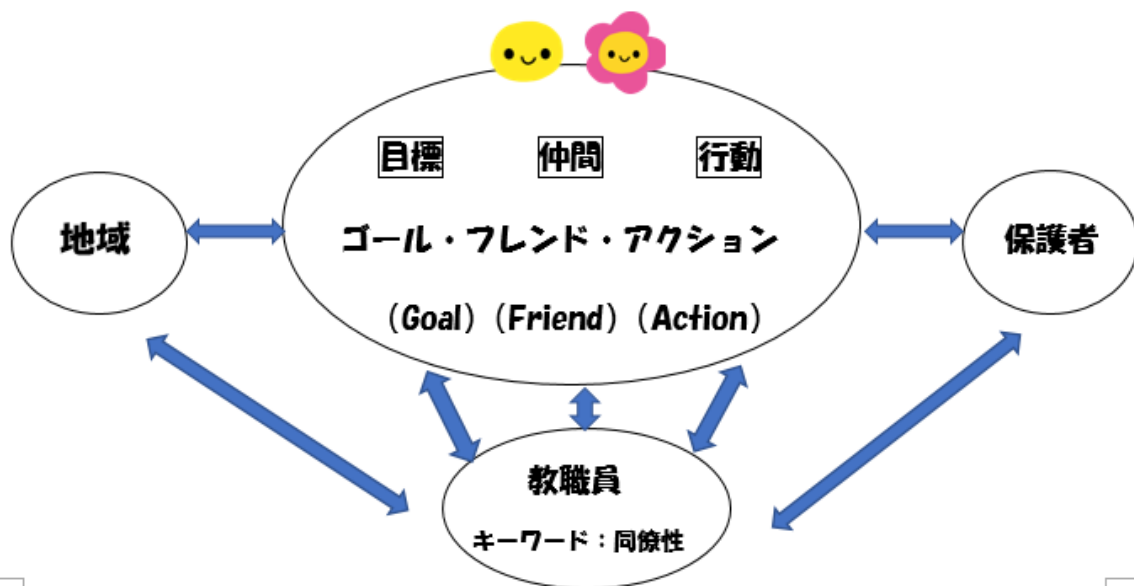 目標 仲間 行動
地域
ゴール・フレンド・アクション
保護者
(Goal) (Friend) (Action)
教職員
キーワード：同僚性